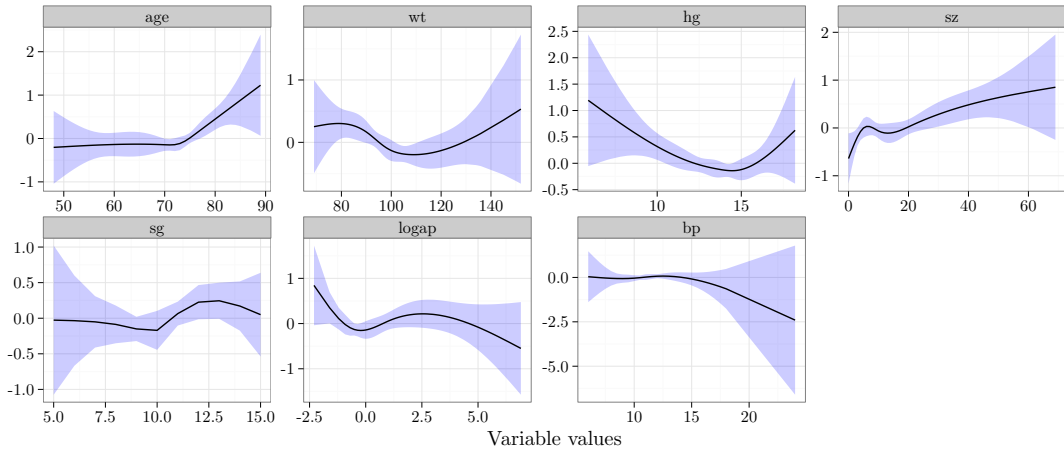 age wt hg sz
2 1 0 -1
1 0
2.5 2.0 1.5 1.0 0.5 0.0 -0.5
2 1 0 -1
50 60 70 80 90
80 100 120 140
10 15
0 20 40 60
sg logap bp
1.0 0.5 0.0 -0.5 -1.0
1 0 -1
0.0 -2.5 -5.0
5.0 7.5 10.0 12.5 15.0
-2.5 0.0 2.5 5.0
10 15 20
Variable values